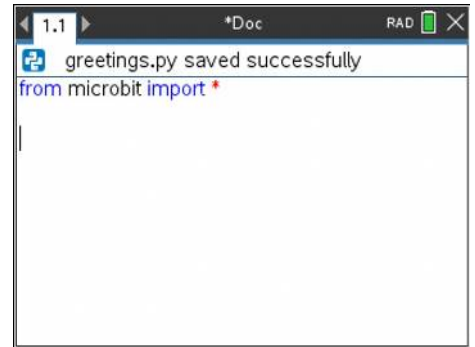 1.1 *Doc RAD
greetings.py saved successfully
from microbit import *